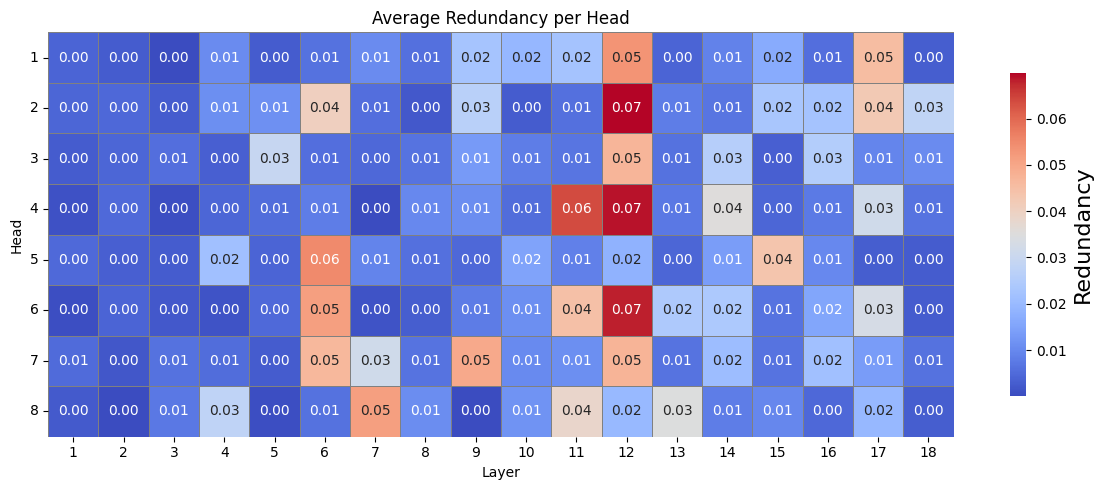 Average Redundancy per Head
1 0.00 0.00 0.00 0.01 0.00 0.01 0.01 0.01 0.02 0.02 0.02 0.05 0.00 0.01 0.02 0.01 0.05 0.00
2 0.00 0.00 0.00 0.01 0.01 0.04 0.01 0.00 0.03 0.00 0.01 0.07 0.01 0.01 0.02 0.02 0.04 0.03
3 0.00 0.00 0.01 0.00 0.03 0.01 0.00 0.01 0.01 0.01 0.01 0.05 0.01 0.03 0.00 0.03 0.01 0.01
4 0.00 0.00 0.00 0.00 0.01 0.01 0.00 0.01 0.01 0.01 0.06 0.07 0.01 0.04 0.00 0.01 0.03 0.01
5 0.00 0.00 0.00 0.02 0.00 0.06 0.01 0.01 0.00 0.02 0.01 0.02 0.00 0.01 0.04 0.01 0.00 0.00
6 0.00 0.00 0.00 0.00 0.00 0.05 0.00 0.00 0.01 0.01 0.04 0.07 0.02 0.02 0.01 0.02 0.03 0.00
7 0.01 0.00 0.01 0.01 0.00 0.05 0.03 0.01 0.05 0.01 0.01 0.05 0.01 0.02 0.01 0.02 0.01 0.01
8 0.00 0.00 0.01 0.03 0.00 0.01 0.05 0.01 0.00 0.01 0.04 0.02 0.03 0.01 0.01 0.00 0.02 0.00
1 2 3 4 5 6 7 8 9 10 11 12 13 14 15 16 17 18
Layer
Head
0.06
0.05
0.04
0.03
0.02
0.01
Redundancy